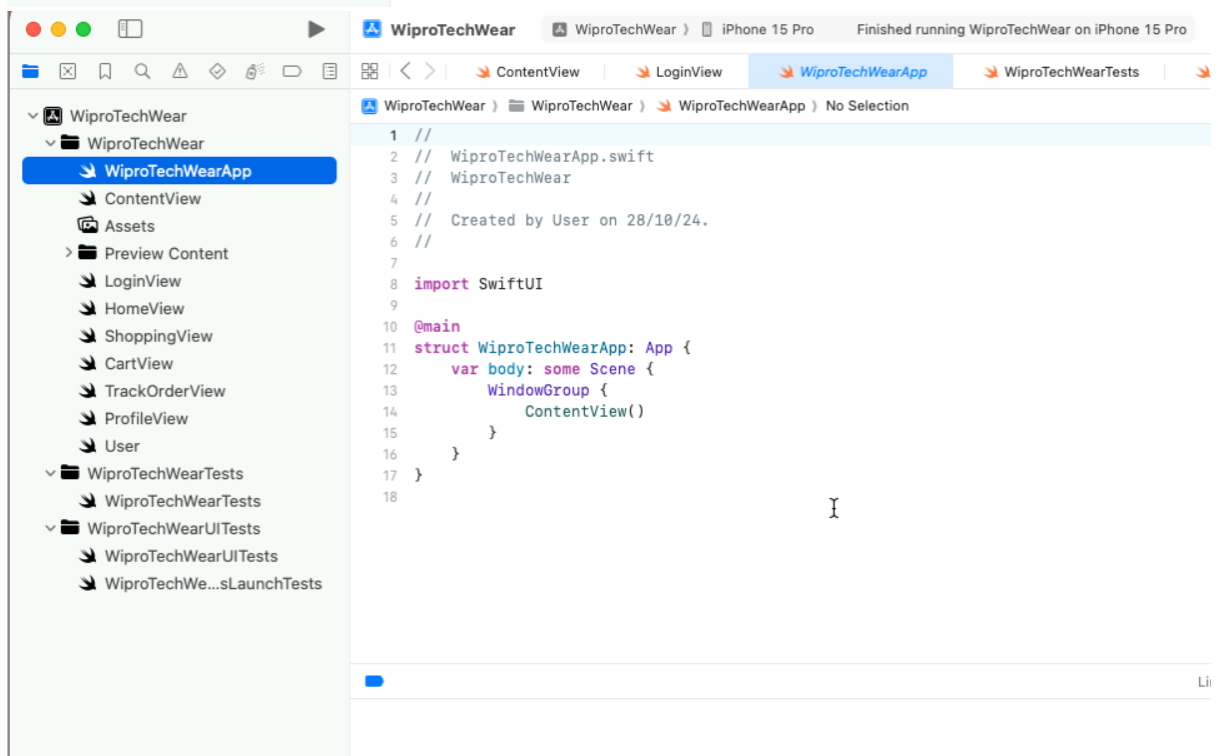 WiproTechWear
WiproTechWear
iPhone 15 Pro
Finished running WiproTechWear on iPhone 15 Pro
ContentView
LoginView
WiproTechWearApp
WiproTechWearTests
WiproTechWear
WiproTechWear
WiproTechWearApp
No Selection
WiproTechWear
WiproTechWear
WiproTechWearApp
ContentView
Assets
Preview Content
LoginView
HomeView
ShoppingView
CartView
TrackOrderView
ProfileView
User
WiproTechWearTests
WiproTechWearTests
WiproTechWearUITests
WiproTechWearUITests
WiproTechWe...sLaunchTests
1 //
2 //  WiproTechWearApp.swift
3 //  WiproTechWear
4 //
5 //  Created by User on 28/10/24.
6 //
7
8 import SwiftUI
9
10 @main
11 struct WiproTechWearApp: App {
12     var body: some Scene {
13         WindowGroup {
14             ContentView()
15         }
16     }
17 }
18